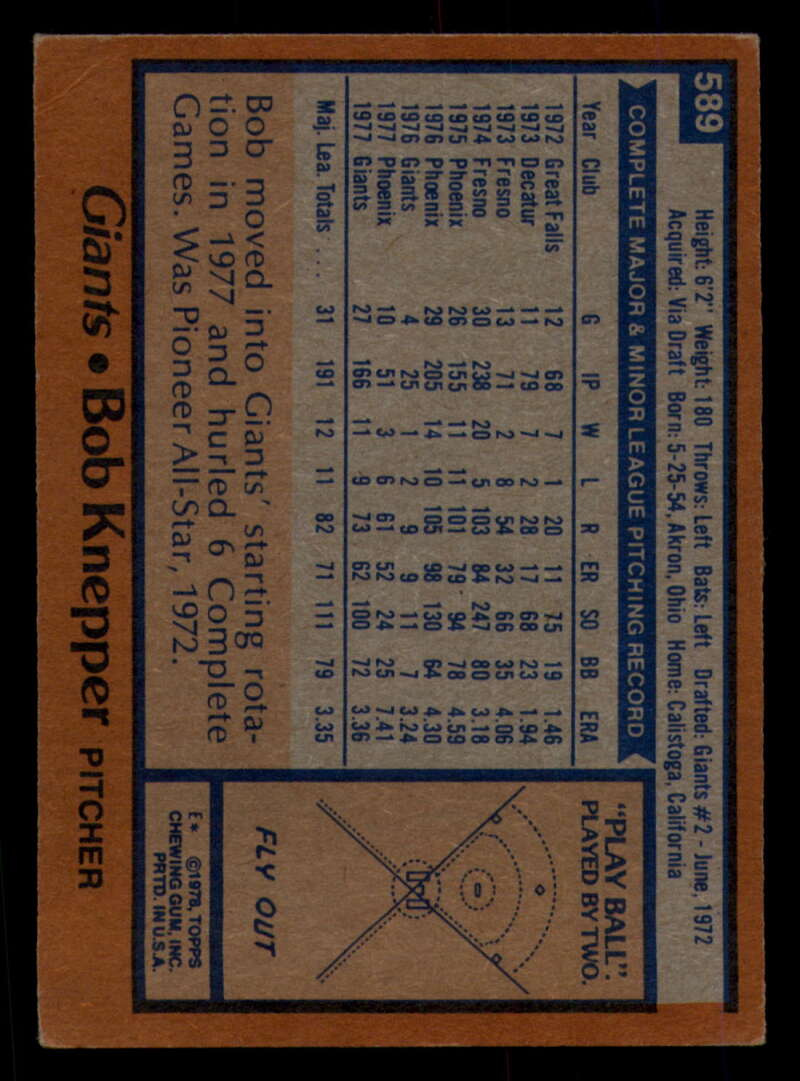 589
Height: 6'2" Weight: 180 Throws: Left Bats: Left Drafted: Giants #2 - June, 1972
Acquired: Via Draft Born: 5-25-54, Akron, Ohio Home: Calistoga, California
COMPLETE MAJOR & MINOR LEAGUE PITCHING RECORD
Year Club G IP W L R ER SO BB ERA
1972 Great Falls 12 68 7 1 20 11 75 19 1.46
1973 Decatur 11 79 7 2 28 17 68 23 1.94
1973 Fresno 13 71 2 8 54 32 66 35 4.06
1974 Fresno 30 238 20 5 103 84 247 80 3.18
1975 Phoenix 26 155 11 11 101 79 94 78 4.59
1976 Phoenix 29 205 14 10 105 98 130 64 4.30
1976 Giants 4 25 1 2 9 9 11 7 3.24
1977 Phoenix 10 51 3 6 61 52 24 25 7.41
1977 Giants 27 166 11 9 73 62 100 72 3.36
Maj. Lea. Totals ... 31 191 12 11 82 71 111 79 3.35
Bob moved into Giants' starting rota-
tion in 1977 and hurled 6 Complete
Games. Was Pioneer All-Star, 1972.
"PLAY BALL".
PLAYED BY TWO.
FLY OUT
E* ©1978, TOPPS
CHEWING GUM, INC.
PRTD. IN U.S.A.
Giants • Bob Knepper PITCHER